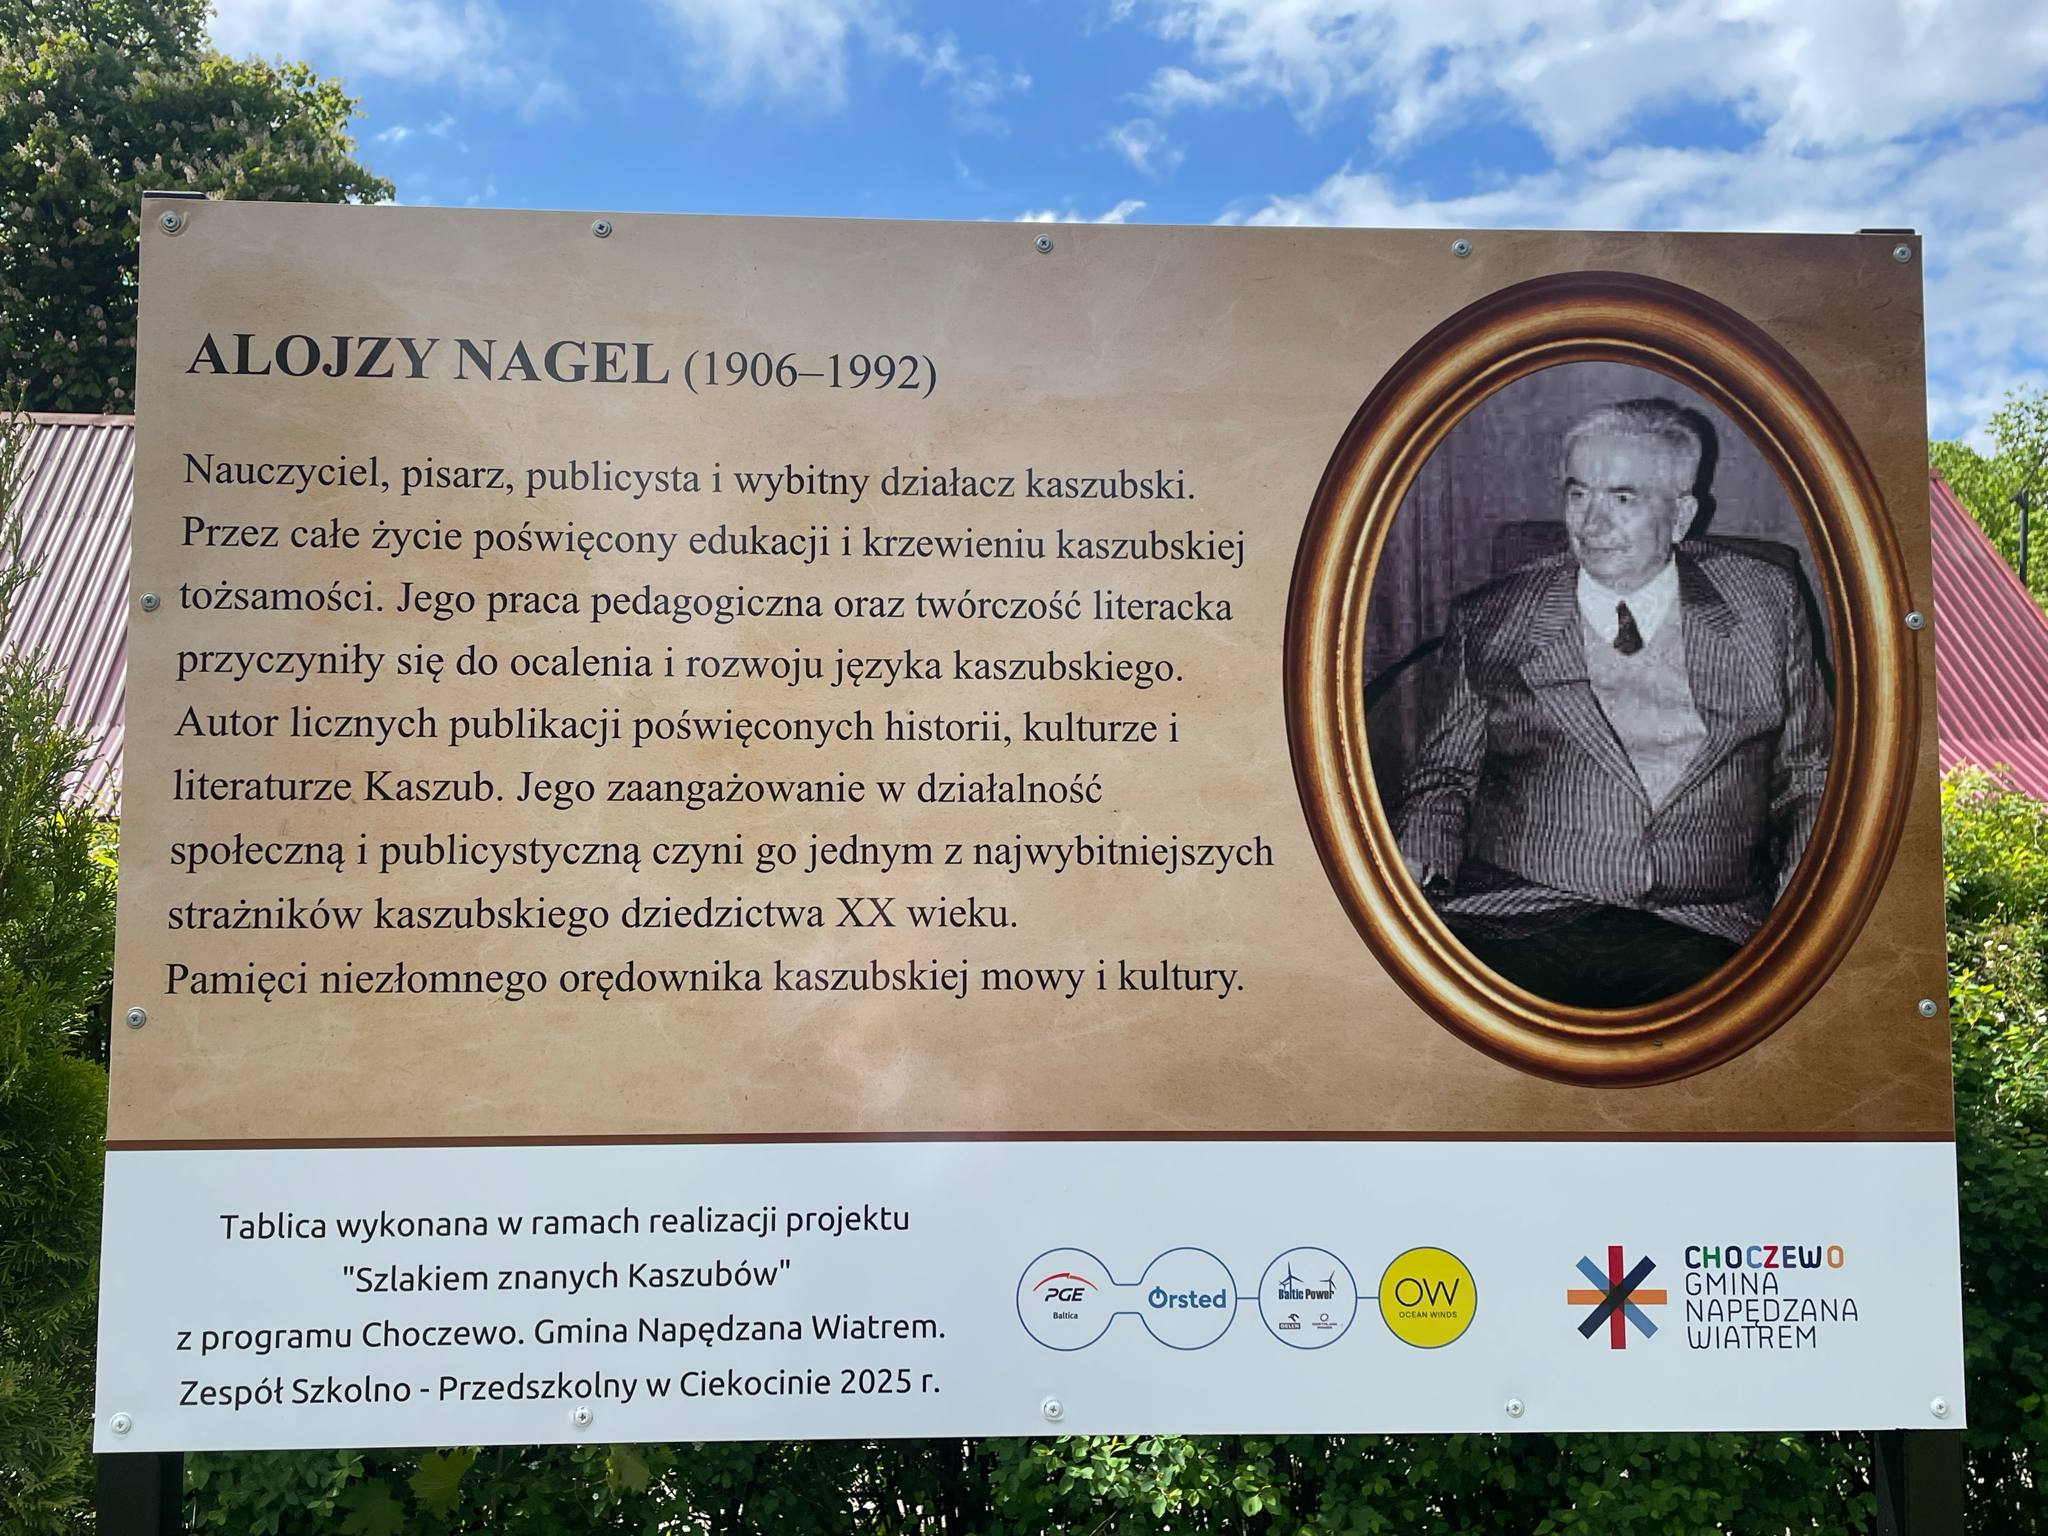 ALOJZY NAGEL (1906–1992)
Nauczyciel, pisarz, publicysta i wybitny działacz kaszubski.
Przez całe życie poświęcony edukacji i krzewieniu kaszubskiej
tożsamości. Jego praca pedagogiczna oraz twórczość literacka
przyczyniły się do ocalenia i rozwoju języka kaszubskiego.
Autor licznych publikacji poświęconych historii, kulturze i
literaturze Kaszub. Jego zaangażowanie w działalność
społeczną i publicystyczną czyni go jednym z najwybitniejszych
strażników kaszubskiego dziedzictwa XX wieku.
Pamięci niezłomnego orędownika kaszubskiej mowy i kultury.
Tablica wykonana w ramach realizacji projektu
"Szlakiem znanych Kaszubów"
z programu Choczewo. Gmina Napędzana Wiatrem.
Zespół Szkolno - Przedszkolny w Ciekocinie 2025 r.
PGE
Baltica
Ørsted
Baltic Power
ORLEN
OW
OCEAN WINDS
CHOCZEWO
GMINA
NAPĘDZANA
WIATREM